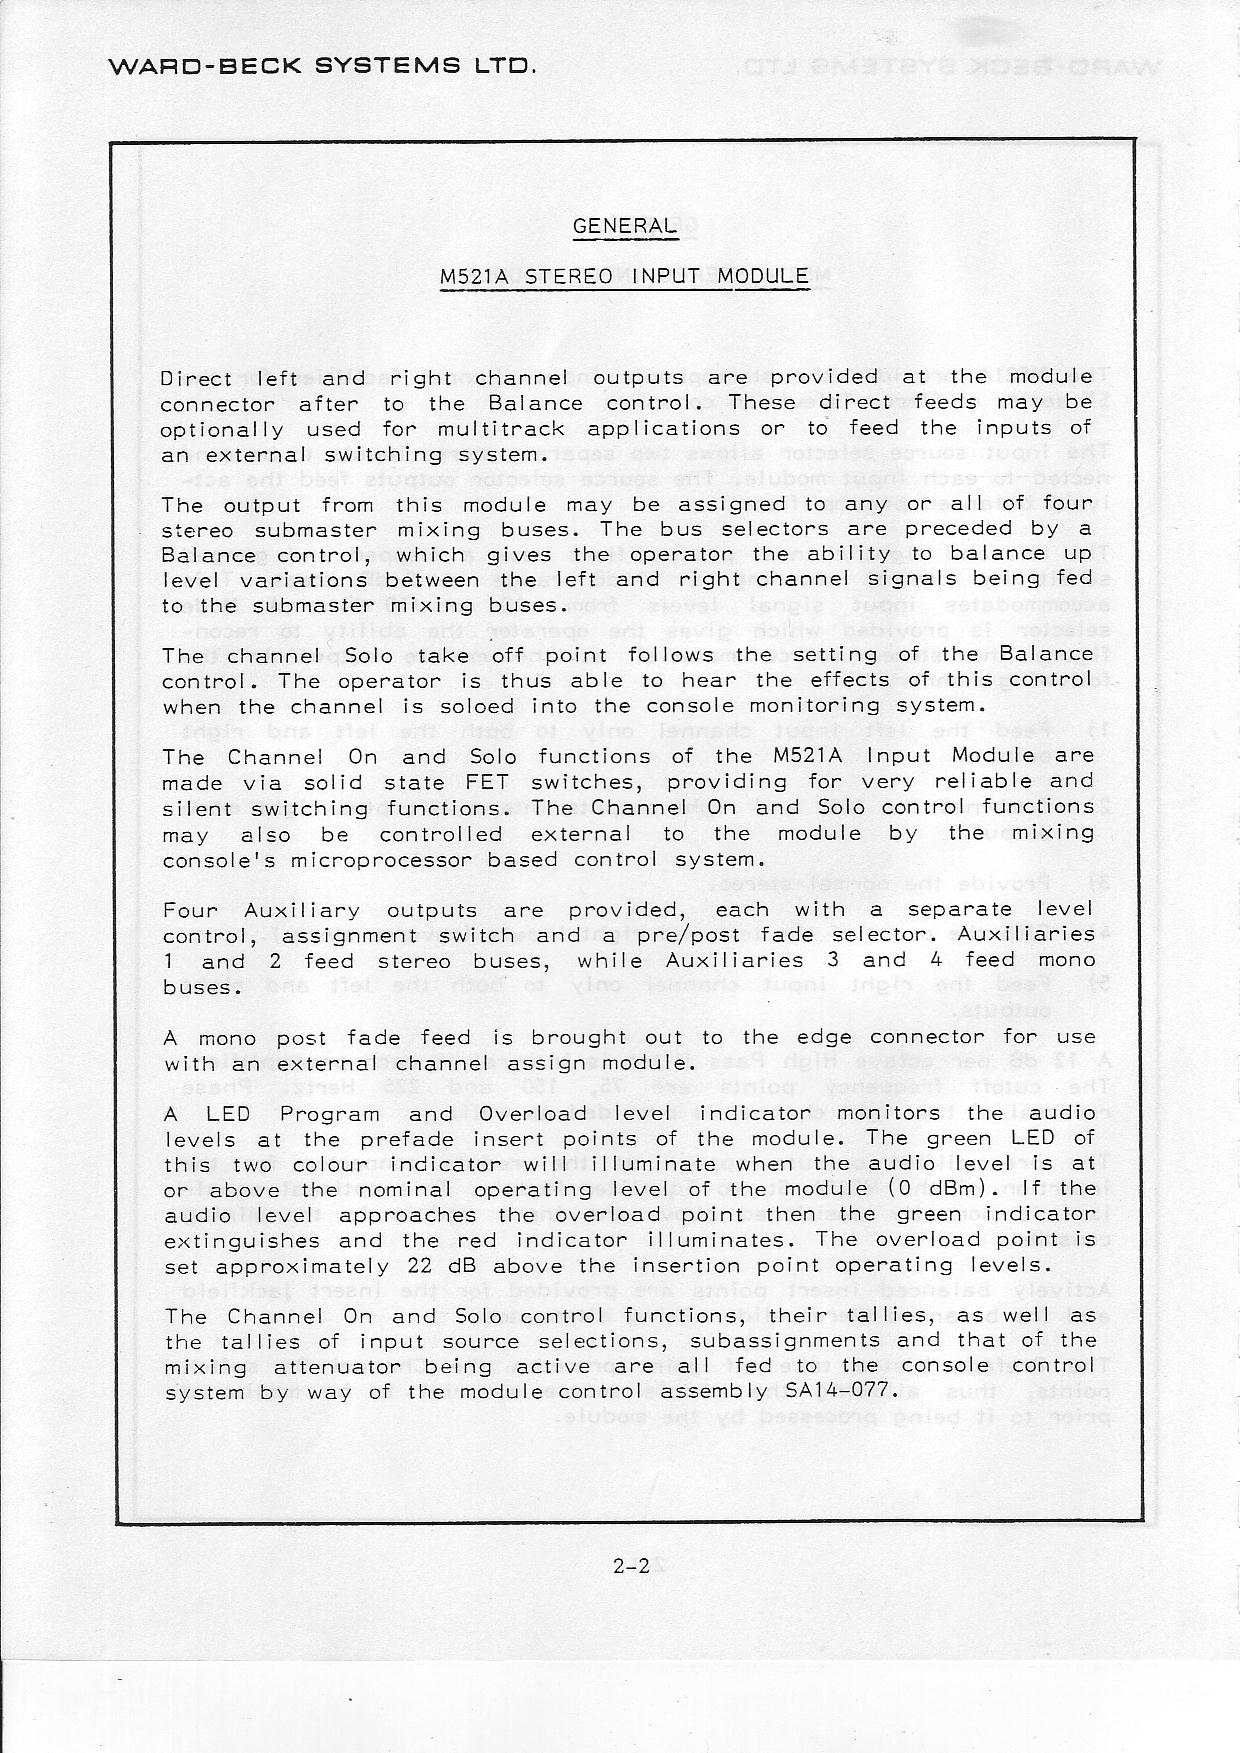 WARD-BECK SYSTEMS LTD.
GENERAL
M521A STEREO INPUT MODULE
Direct left and right channel outputs are provided at the module
connector after to the Balance control. These direct feeds may be
optionally used for multitrack applications or to feed the inputs of
an external switching system.
The output from this module may be assigned to any or all of four
stereo submaster mixing buses. The bus selectors are preceded by a
Balance control, which gives the operator the ability to balance up
level variations between the left and right channel signals being fed
to the submaster mixing buses.
The channel Solo take off point follows the setting of the Balance
control. The operator is thus able to hear the effects of this control
when the channel is soloed into the console monitoring system.
The Channel On and Solo functions of the M521A Input Module are
made via solid state FET switches, providing for very reliable and
silent switching functions. The Channel On and Solo control functions
may also be controlled external to the module by the mixing
console's microprocessor based control system.
Four Auxiliary outputs are provided, each with a separate level
control, assignment switch and a pre/post fade selector. Auxiliaries
1 and 2 feed stereo buses, while Auxiliaries 3 and 4 feed mono
buses.
A mono post fade feed is brought out to the edge connector for use
with an external channel assign module.
A LED Program and Overload level indicator monitors the audio
levels at the prefade insert points of the module. The green LED of
this two colour indicator will illuminate when the audio level is at
or above the nominal operating level of the module (0 dBm). If the
audio level approaches the overload point then the green indicator
extinguishes and the red indicator illuminates. The overload point is
set approximately 22 dB above the insertion point operating levels.
The Channel On and Solo control functions, their tallies, as well as
the tallies of input source selections, subassignments and that of the
mixing attenuator being active are all fed to the console control
system by way of the module control assembly SA14-077.
2-2